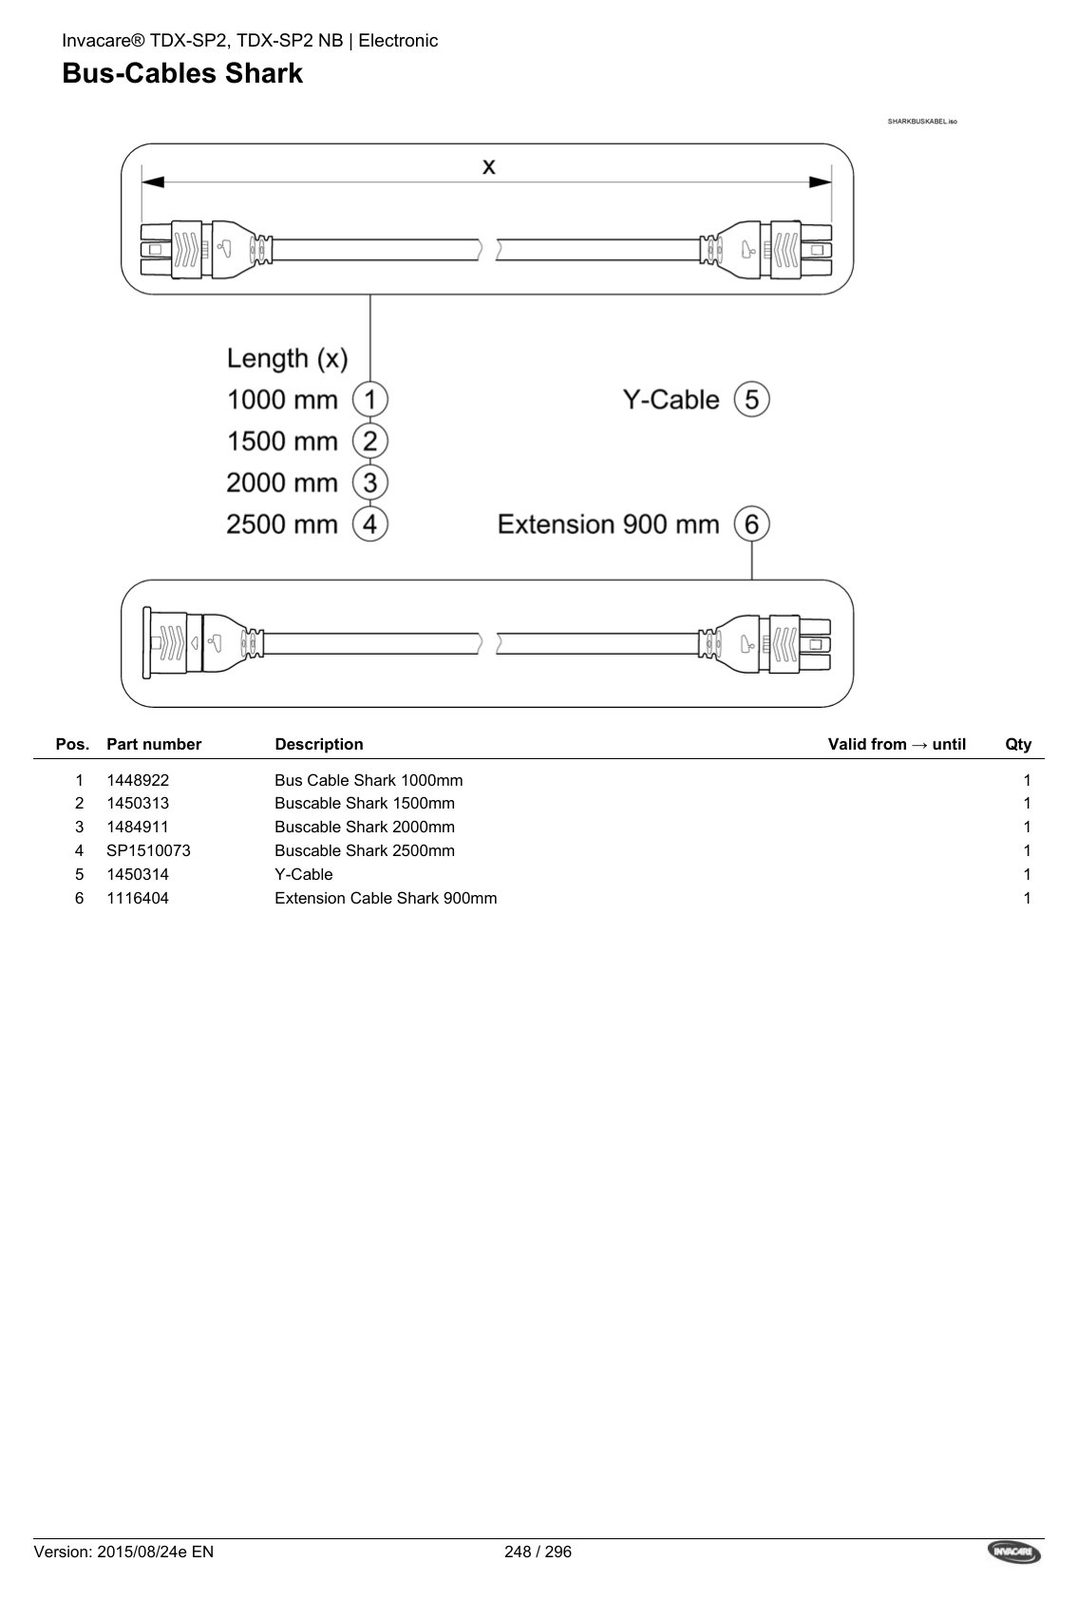 Invacare® TDX-SP2, TDX-SP2 NB | Electronic
Bus-Cables Shark
SHARKBUSKABEL.iso
x
Length (x)
1000 mm 1
Y-Cable 5
1500 mm 2
2000 mm 3
2500 mm 4
Extension 900 mm 6
Pos. Part number Description Valid from → until Qty
1 1448922 Bus Cable Shark 1000mm 1
2 1450313 Buscable Shark 1500mm 1
3 1484911 Buscable Shark 2000mm 1
4 SP1510073 Buscable Shark 2500mm 1
5 1450314 Y-Cable 1
6 1116404 Extension Cable Shark 900mm 1
Version: 2015/08/24e EN 248 / 296
INVACARE